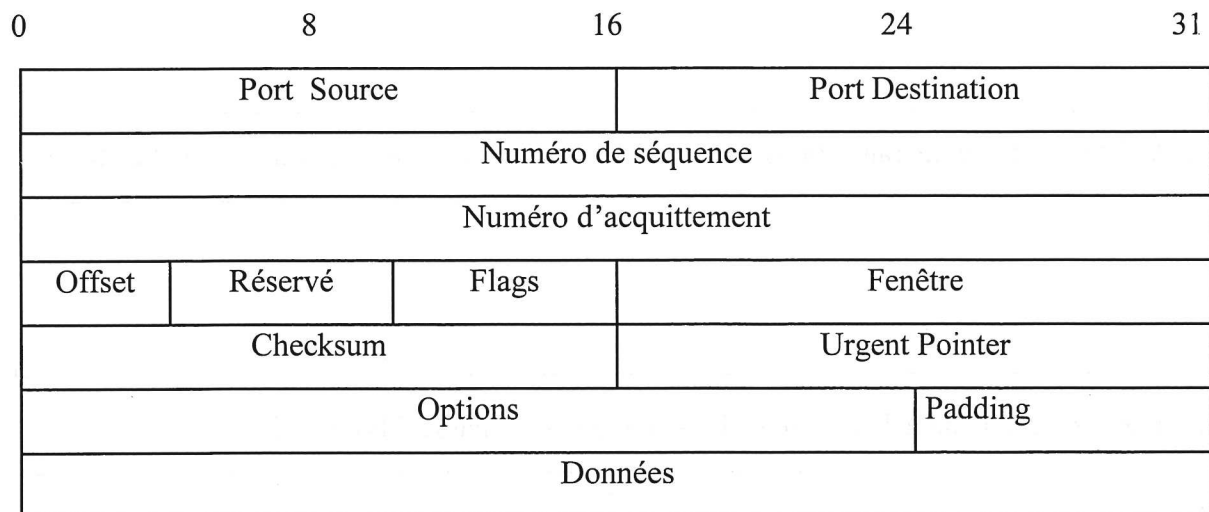 0 8 16 24 31
Port Source Port Destination
Numéro de séquence
Numéro d'acquittement
Offset Réservé Flags Fenêtre
Checksum Urgent Pointer
Options Padding
Données